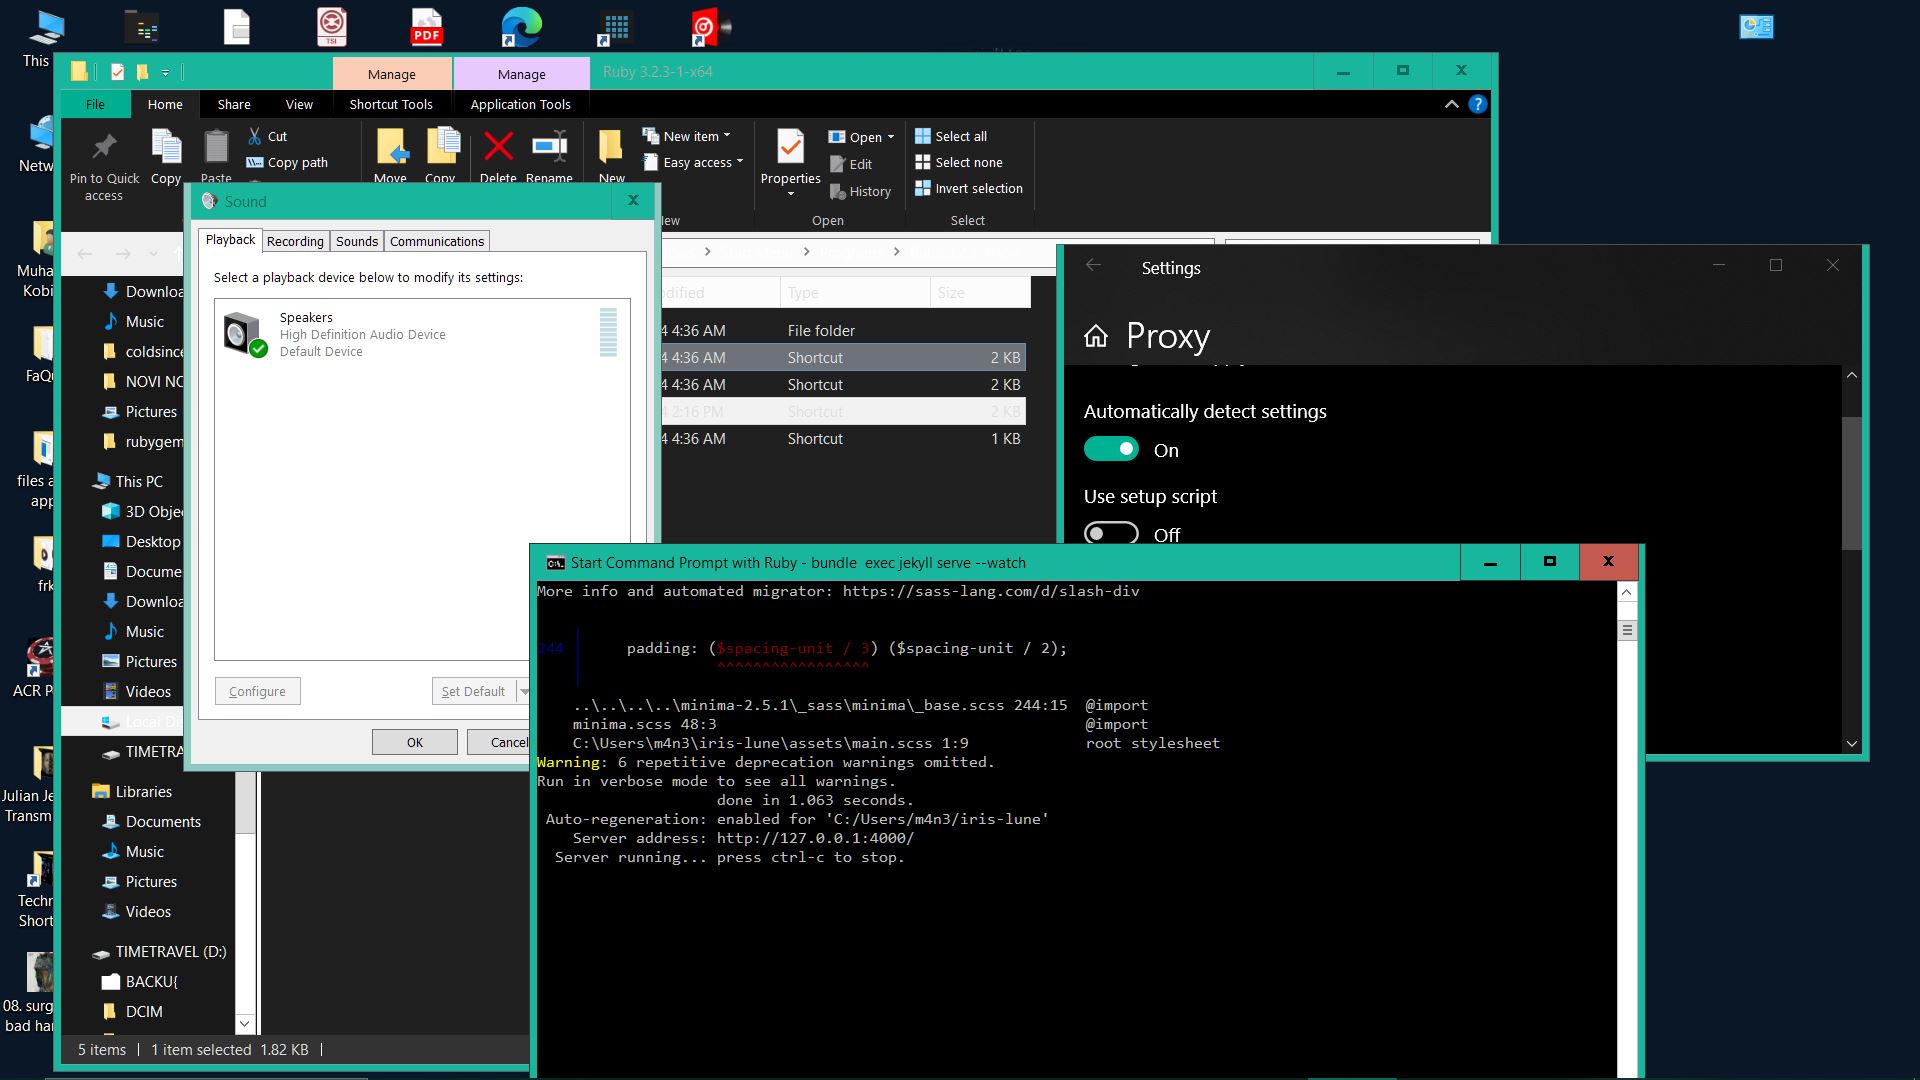 TSI
PDF
This
Netw
Muha
Kobi
FaQ
files a
app
frk
ACR P
Julian Je
Transm
Techn
Short
08. surg
bad har
Manage
Manage
Ruby 3.2.3-1-x64
File
Home
Share
View
Shortcut Tools
Application Tools
Pin to Quick
access
Copy
Paste
Cut
Copy path
Move
Copy
Delete
Rename
New
New item
Easy access
Properties
Open
Edit
History
Open
Select all
Select none
Invert selection
Select
Type
Size
4:36 AM File folder
4:36 AM Shortcut 2 KB
4:36 AM Shortcut 2 KB
2:16 PM Shortcut 2 KB
4:36 AM Shortcut 1 KB
Downloa
Music
coldsince
NOVI NO
Pictures
rubygem
This PC
3D Obje
Desktop
Docume
Downloa
Music
Pictures
Videos
Local Di
TIMETRA
Libraries
Documents
Music
Pictures
Videos
TIMETRAVEL (D:)
BACKU{
DCIM
5 items
1 item selected 1.82 KB
Sound
Playback
Recording
Sounds
Communications
Select a playback device below to modify its settings:
Speakers
High Definition Audio Device
Default Device
Configure
Set Default
OK
Cancel
Settings
Proxy
Automatically detect settings
On
Use setup script
Off
Start Command Prompt with Ruby - bundle  exec jekyll serve --watch
More info and automated migrator: https://sass-lang.com/d/slash-div
244 padding: ($spacing-unit / 3) ($spacing-unit / 2);
^^^^^^^^^^^^^^^^^
..\..\..\..\minima-2.5.1\_sass\minima\_base.scss 244:15 @import
minima.scss 48:3 @import
C:\Users\m4n3\iris-lune\assets\main.scss 1:9 root stylesheet
Warning: 6 repetitive deprecation warnings omitted.
Run in verbose mode to see all warnings.
done in 1.063 seconds.
Auto-regeneration: enabled for 'C:/Users/m4n3/iris-lune'
Server address: http://127.0.0.1:4000/
Server running... press ctrl-c to stop.